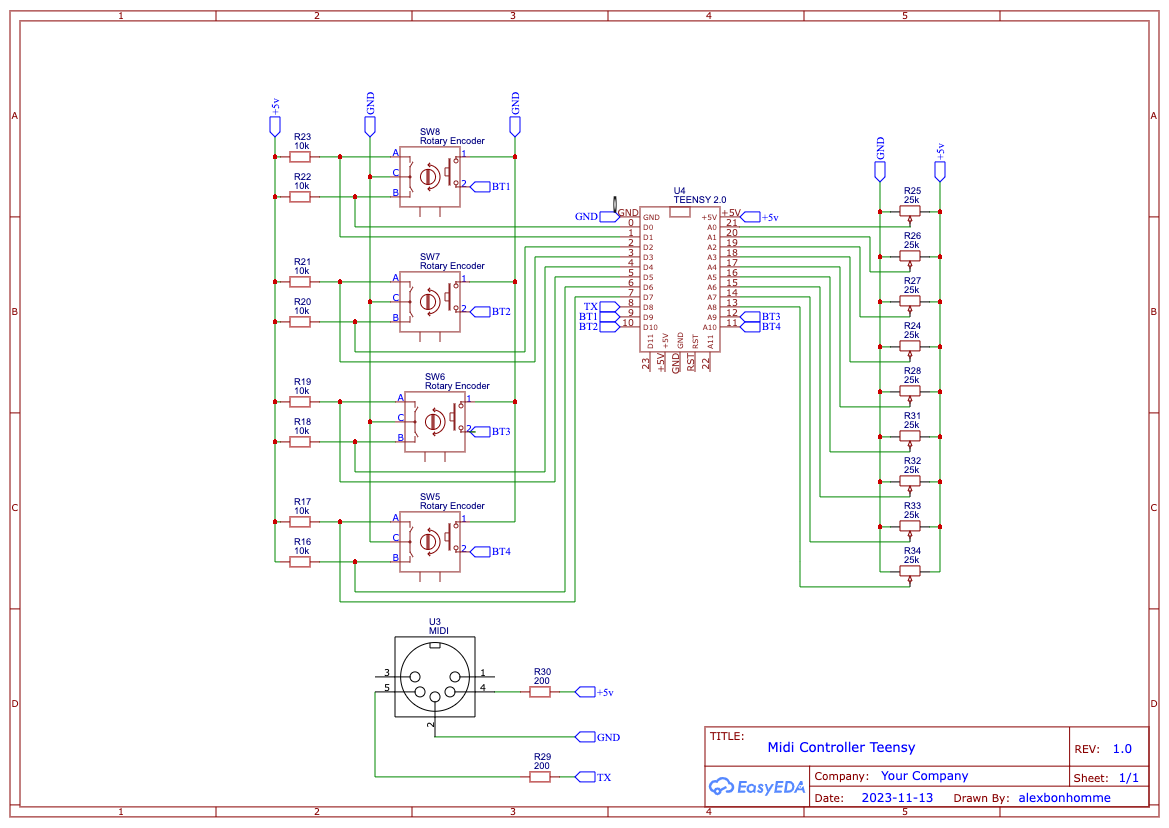 1 2 3 4 5
A A
B B
C C
D D
+5v
GND
GND
R23
10k
R22
10k
SW8
Rotary Encoder
A
C
B
1
2
BT1
R21
10k
R20
10k
SW7
Rotary Encoder
A
C
B
1
2
BT2
R19
10k
R18
10k
SW6
Rotary Encoder
A
C
B
1
2
BT3
R17
10k
R16
10k
SW5
Rotary Encoder
A
C
B
1
2
BT4
U4
TEENSY 2.0
GND GND GND +5V +5V +5v
0 D0 A0 21
1 D1 A1 20
2 D2 A2 19
3 D3 A3 18
4 D4 A4 17
5 D5 A5 16
6 D6 A6 15
7 D7 A7 14
TX 8 D8 A8 13
BT1 9 D9 A9 12 BT3
BT2 10 D10 A10 11 BT4
D11 +5V GND RST A11
23 +5V GND RST 22
GND
+5v
R25
25k
R26
25k
R27
25k
R24
25k
R28
25k
R31
25k
R32
25k
R33
25k
R34
25k
U3
MIDI
3 1
5 4
2
R30
200
+5v
GND
R29
200
TX
TITLE:
Midi Controller Teensy
REV: 1.0
EasyEDA
Company: Your Company
Sheet: 1/1
Date: 2023-11-13 Drawn By: alexbonhomme
1 2 3 4 5